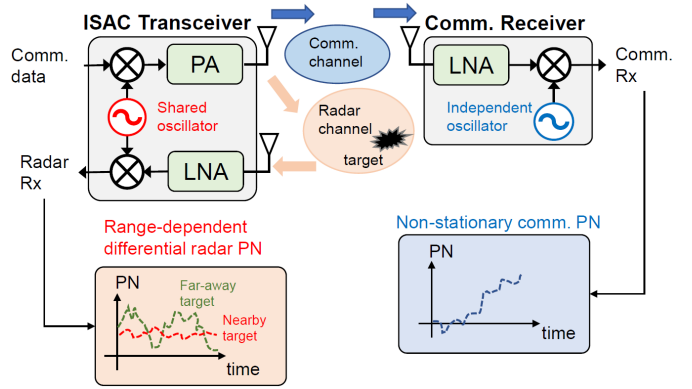 ISAC Transceiver
Comm. Receiver
Comm.
data
PA
Comm.
channel
LNA
Comm.
Rx
Shared
oscillator
Radar
channel
target
Independent
oscillator
Radar
Rx
LNA
Range-dependent
differential radar PN
Non-stationary comm. PN
PN
Far-away
target
Nearby
target
time
PN
time